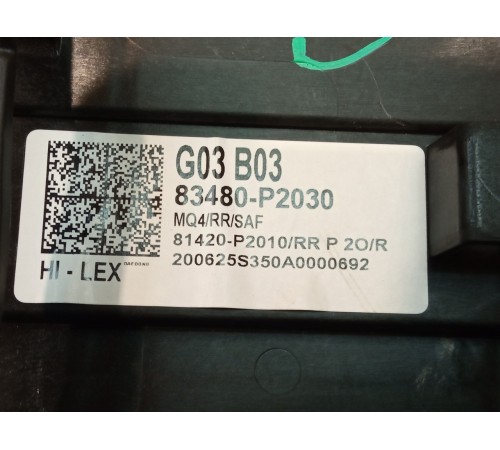 G03 B03
83480-P2030
MQ4/RR/SAF
81420-P2010/RR P 2O/R
200625S350A0000692
HI - LEX